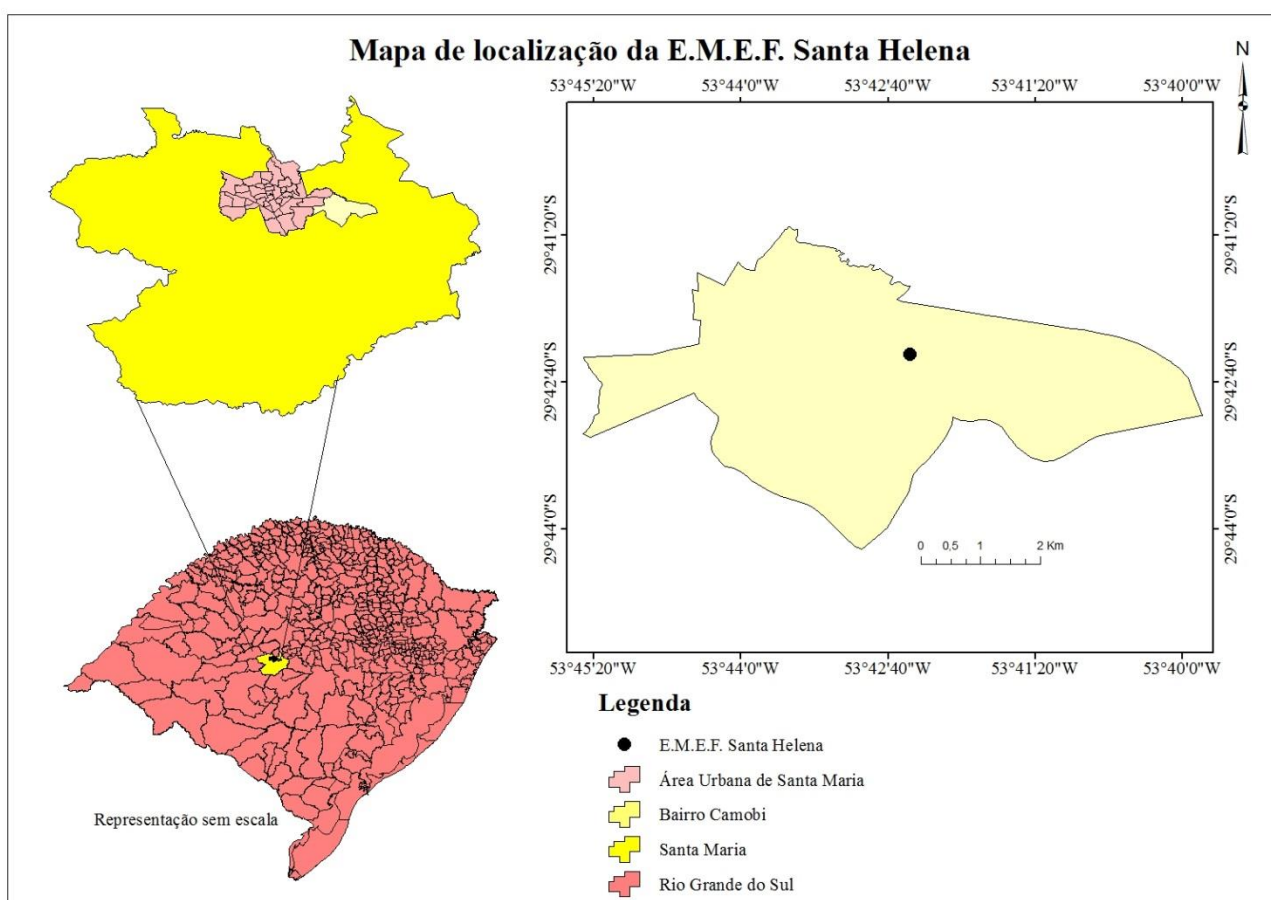 Mapa de localização da E.M.E.F. Santa Helena
N
53°45'20"W 53°44'0"W 53°42'40"W 53°41'20"W 53°40'0"W
29°41'20"S 29°41'20"S
29°42'40"S 29°42'40"S
29°44'0"S 29°44'0"S
0 0,5 1 2 Km
53°45'20"W 53°44'0"W 53°42'40"W 53°41'20"W 53°40'0"W
Representação sem escala
Legenda
E.M.E.F. Santa Helena
Área Urbana de Santa Maria
Bairro Camobi
Santa Maria
Rio Grande do Sul